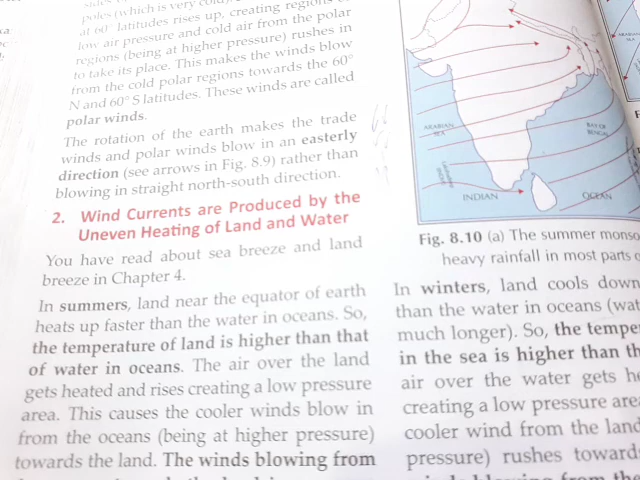 poles (which is very cold)
at 60° latitudes rises up, creating regions of
low air pressure and cold air from the polar
regions (being at higher pressure) rushes in
to take its place. This makes the winds blow
from the cold polar regions towards the 60°
N and 60° S latitudes. These winds are called
polar winds.
The rotation of the earth makes the trade
winds and polar winds blow in an easterly
direction (see arrows in Fig. 8.9) rather than
blowing in straight north-south direction.
2. Wind Currents are Produced by the
Uneven Heating of Land and Water
You have read about sea breeze and land
breeze in Chapter 4.
In summers, land near the equator of earth
heats up faster than the water in oceans. So,
the temperature of land is higher than that
of water in oceans. The air over the land
gets heated and rises creating a low pressure
area. This causes the cooler winds blow in
from the oceans (being at higher pressure)
towards the land. The winds blowing from
ARABIAN
SEA
BAY OF
BENGAL
INDIAN OCEAN
Fig. 8.10 (a) The summer monso
heavy rainfall in most parts o
In winters, land cools down
than the water in oceans (wat
much longer). So, the tempe
in the sea is higher than th
air over the water gets he
creating a low pressure area
cooler wind from the land
pressure) rushes towards